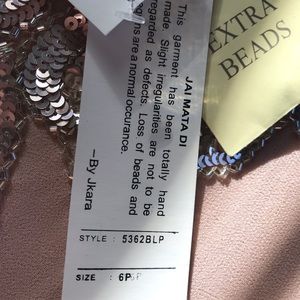 JAI MATA DI
This garment has been totally hand
made. Slight irregularities are not to be
regarded as defects. Loss of beads and
are a normal occurance.
—By Jkara
STYLE : 5362BLP
SIZE : 6P
EXTRA
BEADS